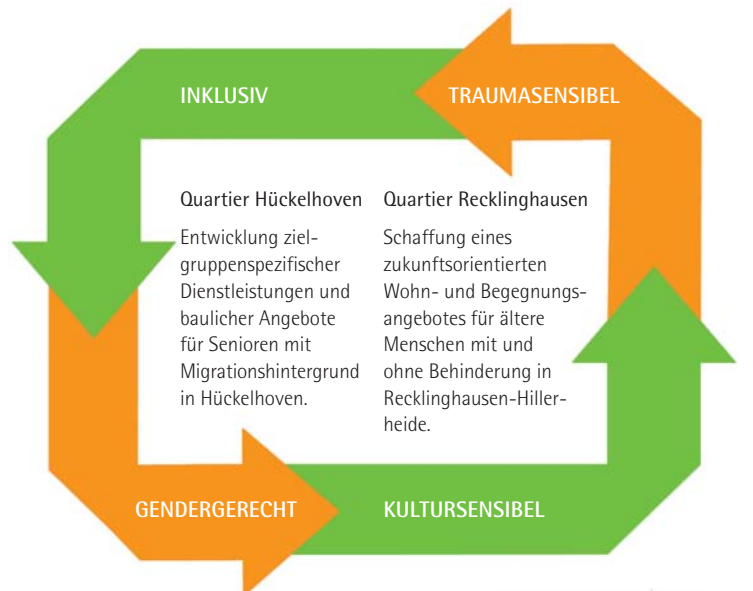 INKLUSIV
TRAUMASENSIBEL
Quartier Hückelhoven
Entwicklung ziel-
gruppenspezifischer
Dienstleistungen und
baulicher Angebote
für Senioren mit
Migrationshintergrund
in Hückelhoven.
Quartier Recklinghausen
Schaffung eines
zukunftsorientierten
Wohn- und Begegnungs-
angebotes für ältere
Menschen mit und
ohne Behinderung in
Recklinghausen-Hiller-
heide.
GENDERGERECHT
KULTURSENSIBEL